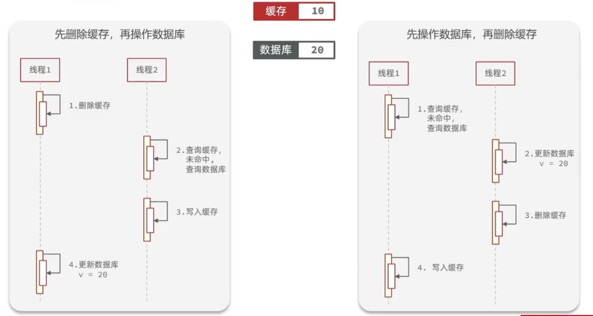 缓存 10
数据库 20
先删除缓存，再操作数据库
线程1
线程2
1.删除缓存
2.查询缓存，
未命中，
查询数据库
3.写入缓存
4.更新数据库
v = 20
先操作数据库，再删除缓存
线程1
线程2
1.查询缓存，
未命中，
查询数据库
2.更新数据库
v = 20
3.删除缓存
4. 写入缓存